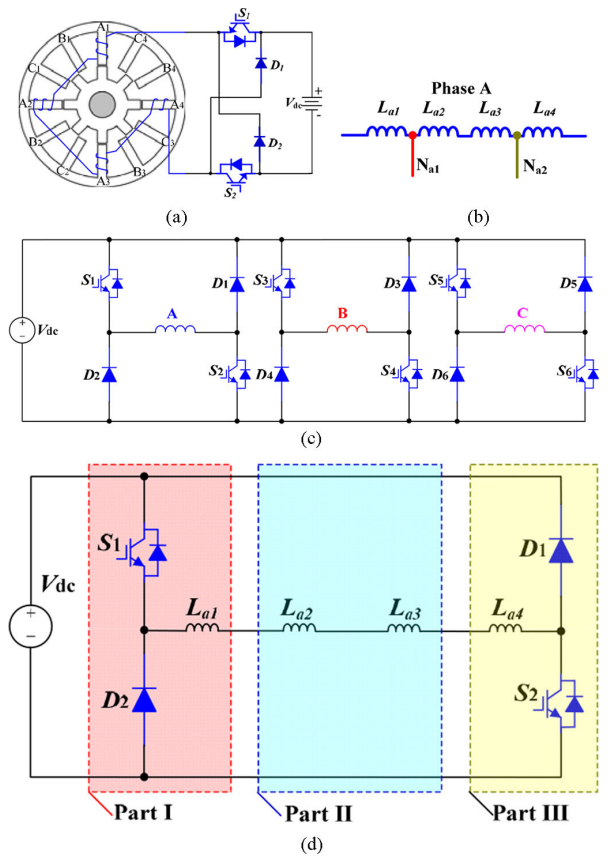 A1
C4
B4
A4
C3
B3
A3
C2
B2
A2
C1
B1
S1
D1
Vdc
+
-
D2
S2
(a)
Phase A
La1 La2 La3 La4
Na1 Na2
(b)
S1 D1 S3 D3 S5 D5
Vdc
+
−
A B C
D2 S2 D4 S4 D6 S6
(c)
S1 D1
Vdc
+
−
La1 La2 La3 La4
D2 S2
Part I Part II Part III
(d)